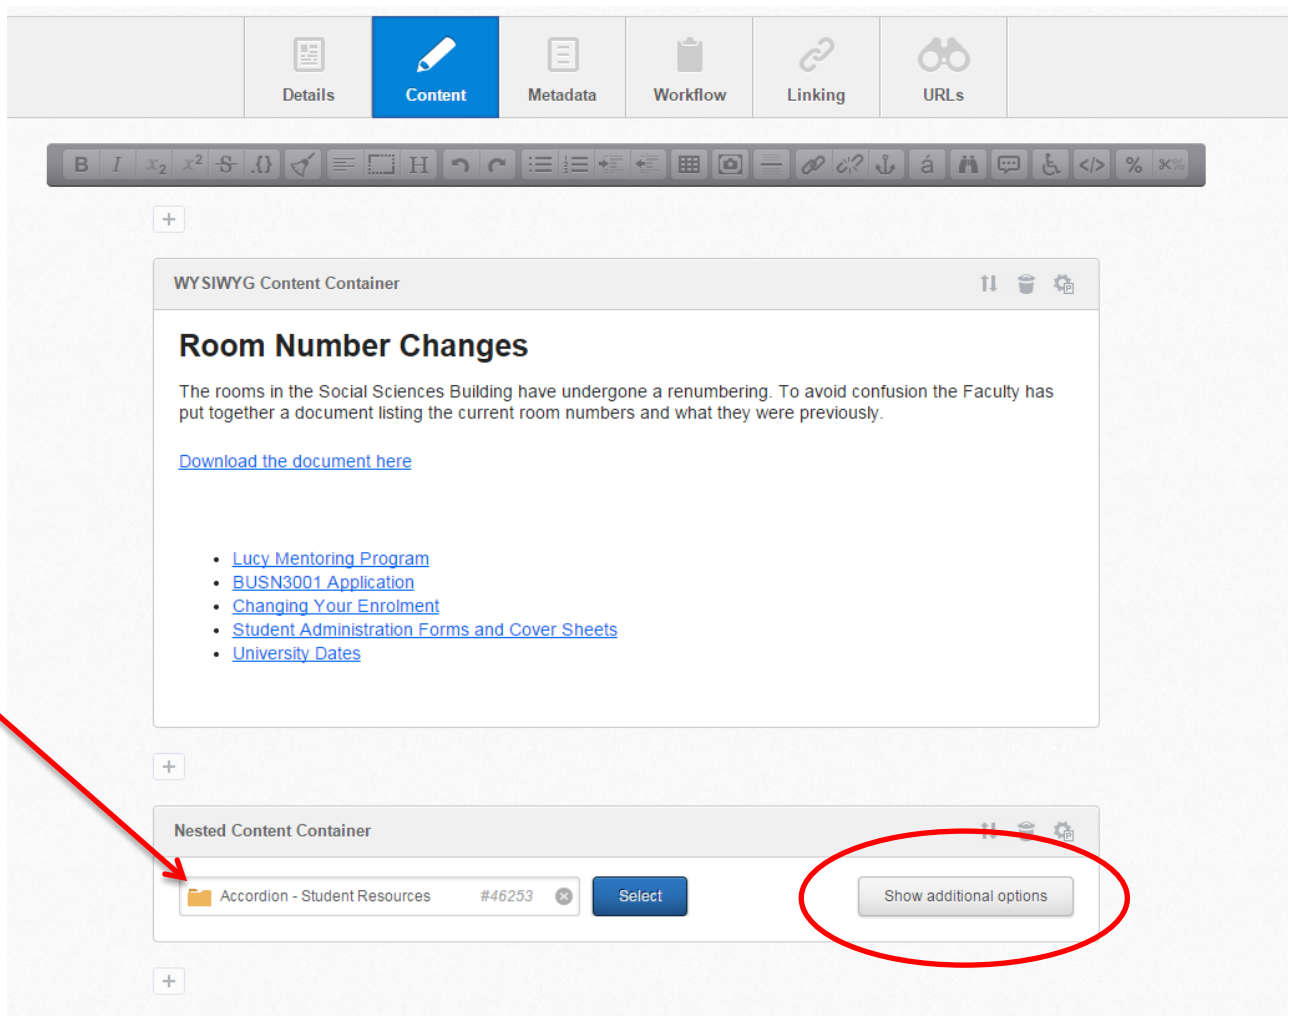 Details Content Metadata Workflow Linking URLs
B I x2 x2 S .{} H á </> % %
WYSIWYG Content Container
Room Number Changes
The rooms in the Social Sciences Building have undergone a renumbering. To avoid confusion the Faculty has
put together a document listing the current room numbers and what they were previously.
Download the document here
• Lucy Mentoring Program
• BUSN3001 Application
• Changing Your Enrolment
• Student Administration Forms and Cover Sheets
• University Dates
Nested Content Container
Accordion - Student Resources #46253 Select Show additional options